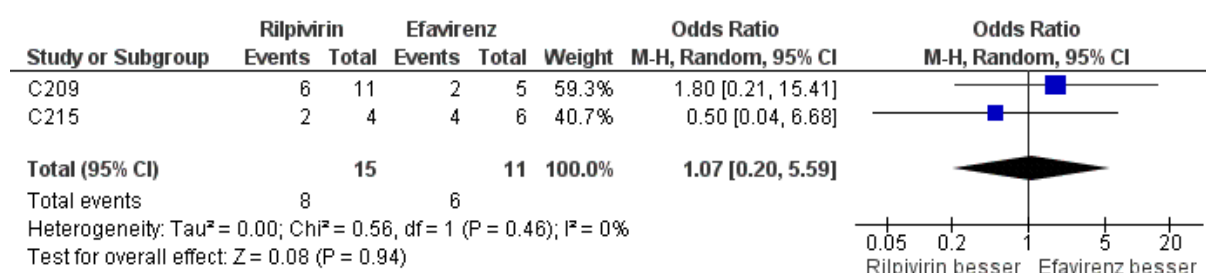 Rilpivirin Efavirenz Odds Ratio Odds Ratio
Study or Subgroup Events Total Events Total Weight M-H, Random, 95% CI M-H, Random, 95% CI
C209 6 11 2 5 59.3% 1.80 [0.21, 15.41]
C215 2 4 4 6 40.7% 0.50 [0.04, 6.68]
Total (95% CI) 15 11 100.0% 1.07 [0.20, 5.59]
Total events 8 6
Heterogeneity: Tau² = 0.00; Chi² = 0.56, df = 1 (P = 0.46); I² = 0%
Test for overall effect: Z = 0.08 (P = 0.94)
0.05 0.2 1 5 20
Rilpivirin besser Efavirenz besser